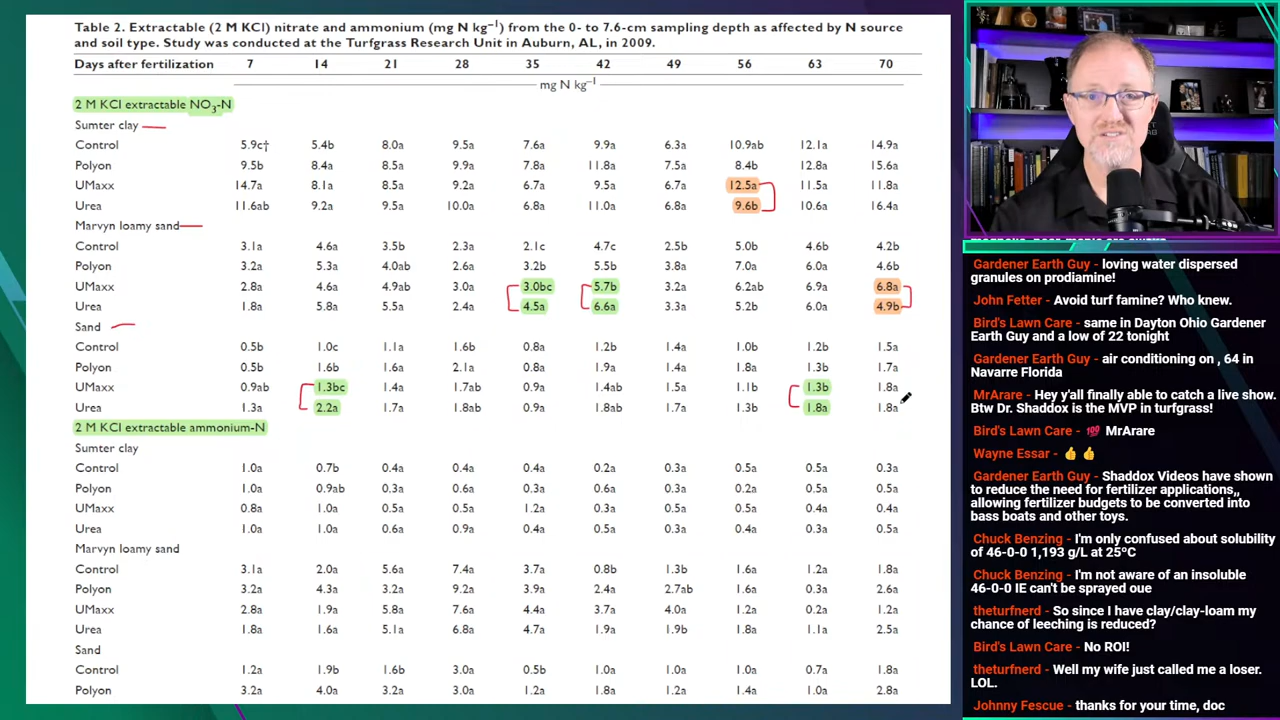 Table 2. Extractable (2 M KCl) nitrate and ammonium (mg N kg⁻¹) from the 0- to 7.6-cm sampling depth as affected by N source
and soil type. Study was conducted at the Turfgrass Research Unit in Auburn, AL, in 2009.
Days after fertilization 7 14 21 28 35 42 49 56 63 70
mg N kg⁻¹
2 M KCl extractable NO₃-N
Sumter clay
Control 5.9c† 5.4b 8.0a 9.5a 7.6a 9.9a 6.3a 10.9ab 12.1a 14.9a
Polyon 9.5b 8.4a 8.5a 9.9a 7.8a 11.8a 7.5a 8.4b 12.8a 15.6a
UMaxx 14.7a 8.1a 8.5a 9.2a 6.7a 9.5a 6.7a 12.5a 11.5a 11.8a
Urea 11.6ab 9.2a 9.5a 10.0a 6.8a 11.0a 6.8a 9.6b 10.6a 16.4a
Marvyn loamy sand
Control 3.1a 4.6a 3.5b 2.3a 2.1c 4.7c 2.5b 5.0b 4.6b 4.2b
Polyon 3.2a 5.3a 4.0ab 2.6a 3.2b 5.5b 3.8a 7.0a 6.0a 4.6b
UMaxx 2.8a 4.6a 4.9ab 3.0a 3.0bc 5.7b 3.2a 6.2ab 6.9a 6.8a
Urea 1.8a 5.8a 5.5a 2.4a 4.5a 6.6a 3.3a 5.2b 6.0a 4.9b
Sand
Control 0.5b 1.0c 1.1a 1.6b 0.8a 1.2b 1.4a 1.0b 1.2b 1.5a
Polyon 0.5b 1.6b 1.6a 2.1a 0.8a 1.9a 1.4a 1.8a 1.3b 1.7a
UMaxx 0.9ab 1.3bc 1.4a 1.7ab 0.9a 1.4ab 1.5a 1.1b 1.3b 1.8a
Urea 1.3a 2.2a 1.7a 1.8ab 0.9a 1.8ab 1.7a 1.3b 1.8a 1.8a
2 M KCl extractable ammonium-N
Sumter clay
Control 1.0a 0.7b 0.4a 0.4a 0.4a 0.2a 0.3a 0.5a 0.5a 0.3a
Polyon 1.0a 0.9ab 0.3a 0.6a 0.3a 0.6a 0.3a 0.2a 0.5a 0.5a
UMaxx 0.8a 1.0a 0.5a 0.5a 1.2a 0.3a 0.5a 0.5a 0.4a 0.4a
Urea 1.0a 1.0a 0.6a 0.9a 0.4a 0.5a 0.3a 0.4a 0.3a 0.5a
Marvyn loamy sand
Control 3.1a 2.0a 5.6a 7.4a 3.7a 0.8b 1.3b 1.6a 1.2a 1.8a
Polyon 3.2a 4.3a 3.2a 9.2a 3.9a 2.4a 2.7ab 1.6a 0.3a 2.6a
UMaxx 2.8a 1.9a 5.8a 7.6a 4.4a 3.7a 4.0a 1.2a 0.2a 1.2a
Urea 1.8a 1.6a 5.1a 6.8a 4.7a 1.9a 1.9b 1.8a 1.1a 2.5a
Sand
Control 1.2a 1.9b 1.6b 3.0a 0.5b 1.0a 1.0a 1.0a 0.7a 1.8a
Polyon 3.2a 4.0a 3.2a 3.0a 1.2a 1.8a 1.2a 1.4a 1.0a 2.8a
Gardener Earth Guy - loving water dispersed
granules on prodiamine!
John Fetter - Avoid turf famine? Who knew.
Bird's Lawn Care - same in Dayton Ohio Gardener
Earth Guy and a low of 22 tonight
Gardener Earth Guy - air conditioning on , 64 in
Navarre Florida
MrArare - Hey y'all finally able to catch a live show.
Btw Dr. Shaddox is the MVP in turfgrass!
Bird's Lawn Care - 💯 MrArare
Wayne Essar - 👍 👍
Gardener Earth Guy - Shaddox Videos have shown
to reduce the need for fertilizer applications,,
allowing fertilizer budgets to be converted into
bass boats and other toys.
Chuck Benzing - I'm only confused about solubility
of 46-0-0 1,193 g/L at 25ºC
Chuck Benzing - I'm not aware of an insoluble
46-0-0 IE can't be sprayed oue
theturfnerd - So since I have clay/clay-loam my
chance of leeching is reduced?
Bird's Lawn Care - No ROI!
theturfnerd - Well my wife just called me a loser.
LOL.
Johnny Fescue - thanks for your time, doc